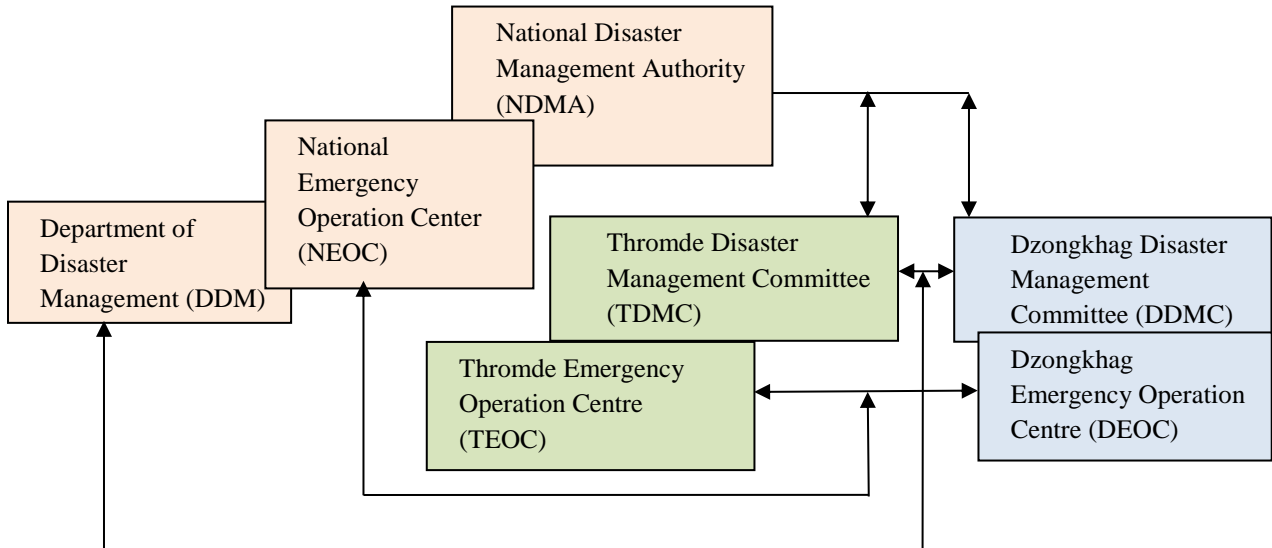 National Disaster
Management Authority
(NDMA)
National
Emergency
Operation Center
(NEOC)
Department of
Disaster
Management (DDM)
Thromde Disaster
Management Committee
(TDMC)
Dzongkhag Disaster
Management
Committee (DDMC)
Thromde Emergency
Operation Centre
(TEOC)
Dzongkhag
Emergency Operation
Centre (DEOC)